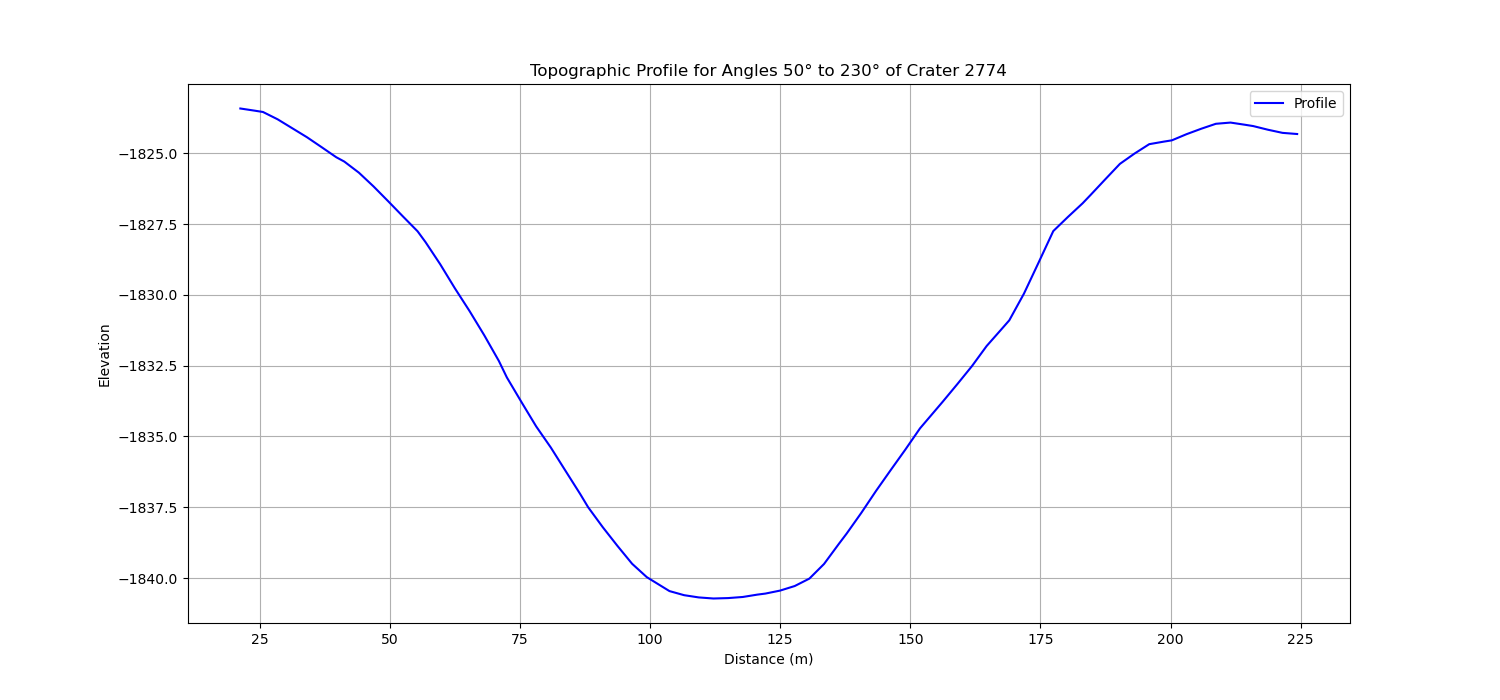 Topographic Profile for Angles 50° to 230° of Crater 2774
Profile
−1825.0
−1827.5
−1830.0
−1832.5
−1835.0
−1837.5
−1840.0
Elevation
25 50 75 100 125 150 175 200 225
Distance (m)